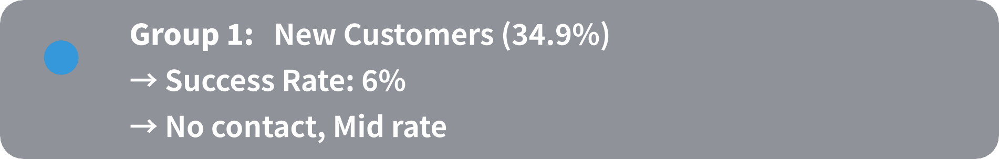 Group 1: New Customers (34.9%)
→ Success Rate: 6%
→ No contact, Mid rate